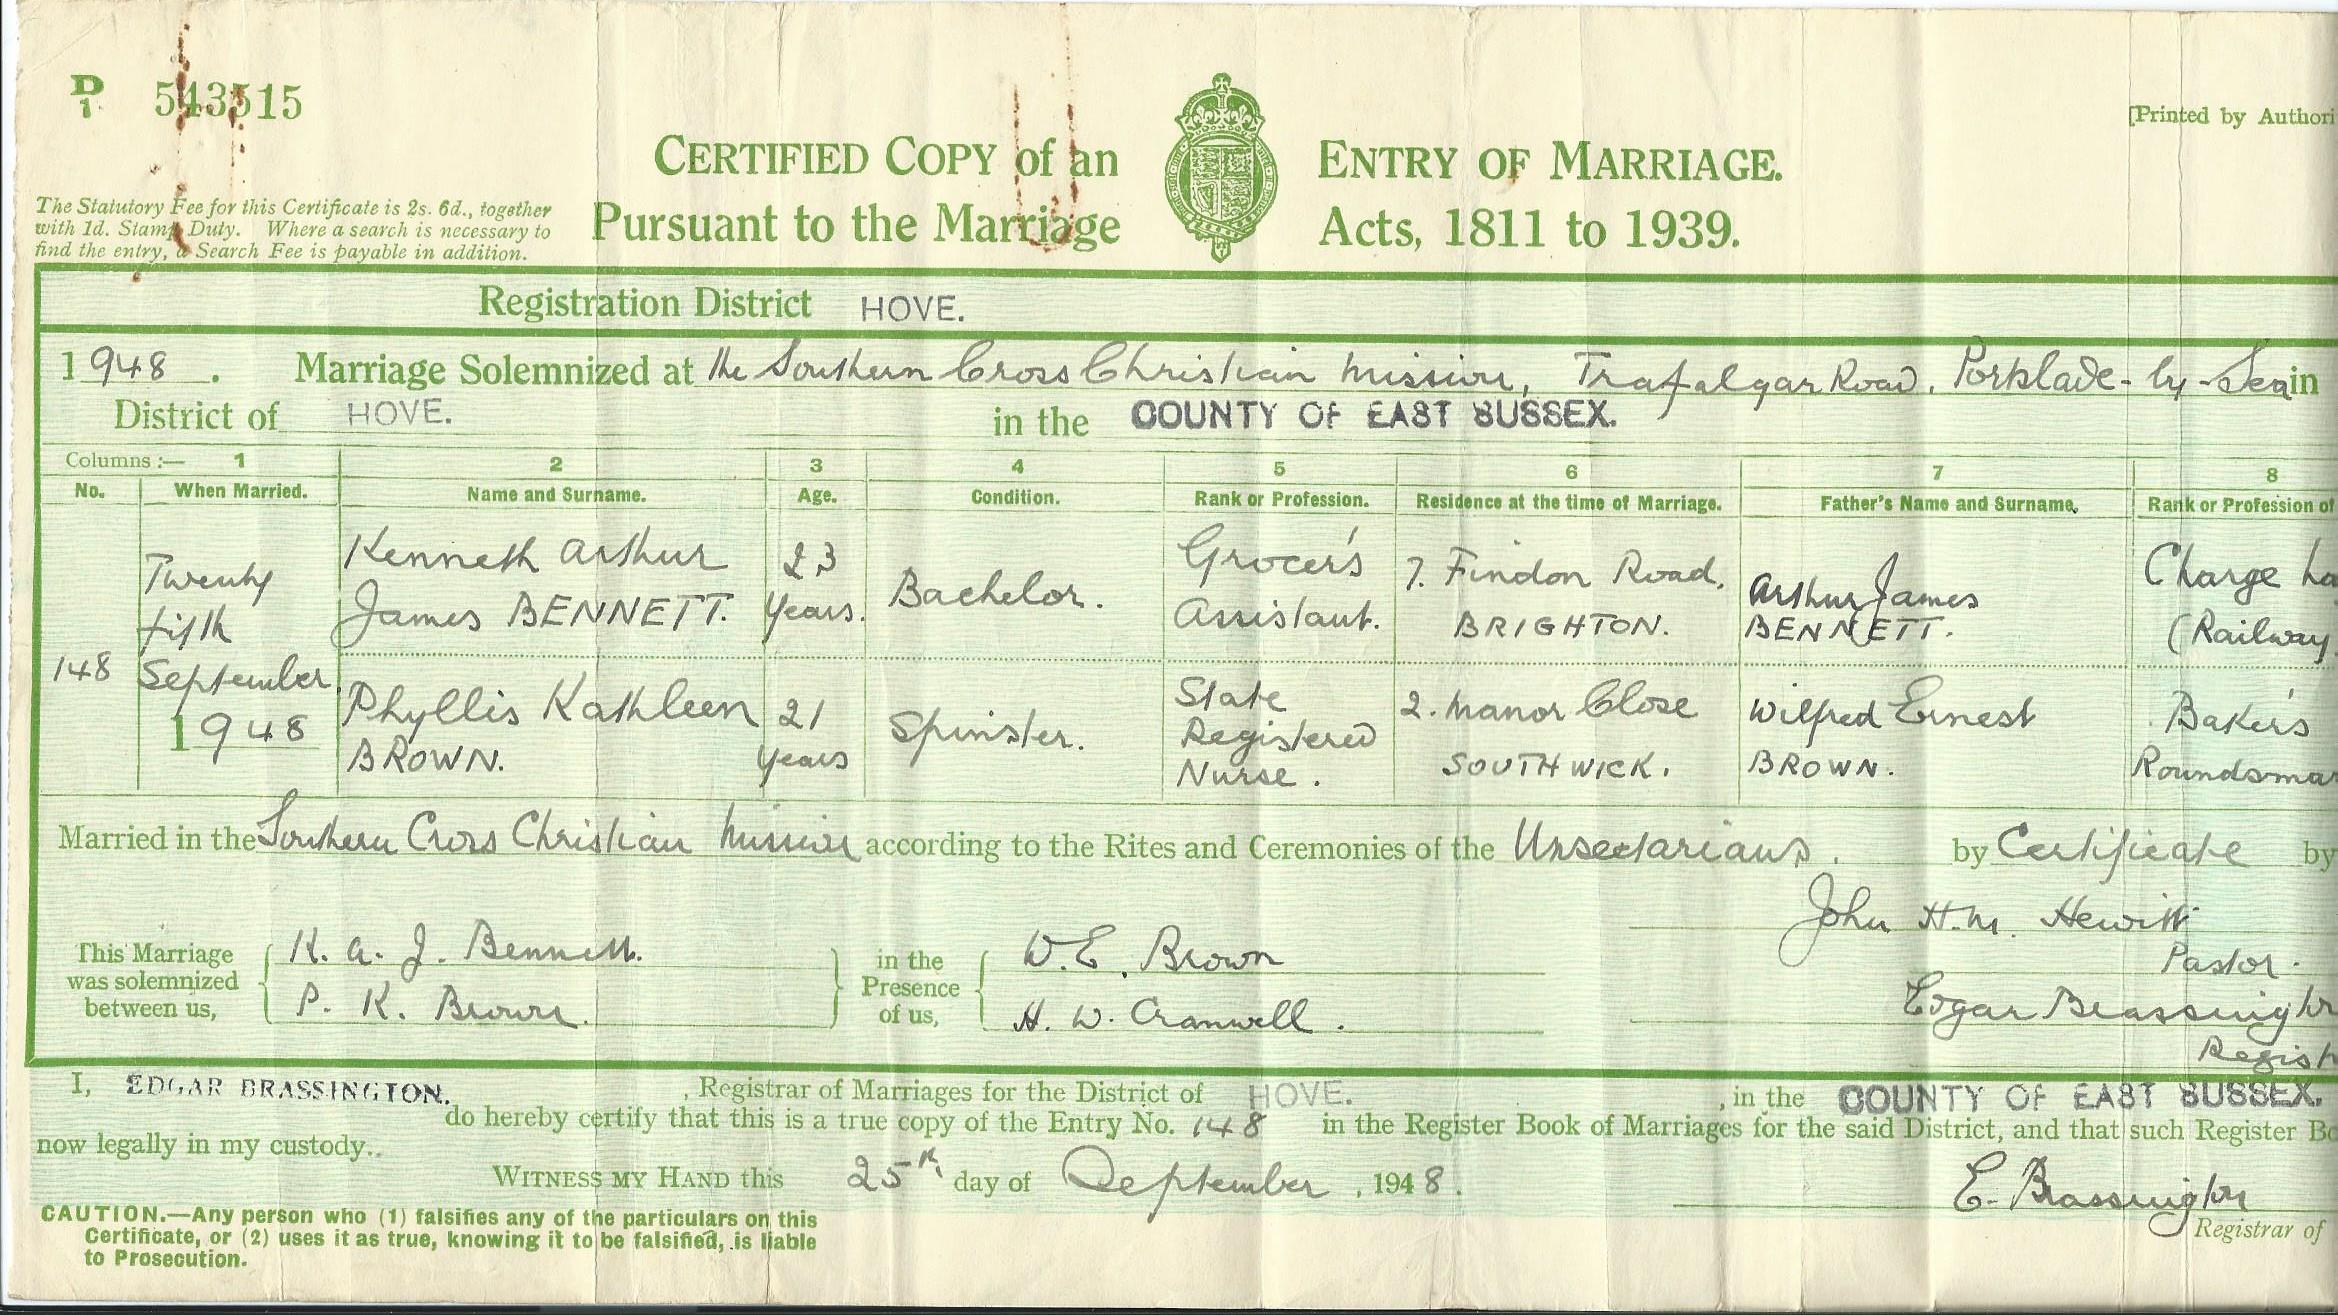 D
1
543515
[Printed by Authori
CERTIFIED COPY of an ENTRY OF MARRIAGE.
Pursuant to the Marriage Acts, 1811 to 1939.
The Statutory Fee for this Certificate is 2s. 6d., together
with 1d. Stamp Duty. Where a search is necessary to
find the entry, a Search Fee is payable in addition.
Registration District HOVE.
1948. Marriage Solemnized at the Southern Cross Christian Mission, Trafalgar Road, Portslade-by-Sea in
District of HOVE. in the COUNTY OF EAST SUSSEX.
Columns :— 1 2 3 4 5 6 7 8
No. When Married. Name and Surname. Age. Condition. Rank or Profession. Residence at the time of Marriage. Father's Name and Surname. Rank or Profession of
148
Twenty
fifth
September
1948
Kenneth Arthur
James BENNETT.
23
years.
Bachelor.
Grocer's
Assistant.
7. Findon Road,
BRIGHTON.
Arthur James
BENNETT.
Charge
(Railway
Phyllis Kathleen
BROWN.
21
years
Spinster.
State
Registered
Nurse.
2. Manor Close
SOUTHWICK.
Wilfred Ernest
BROWN.
Baker's
Roundsma
Married in the Southern Cross Christian Mission according to the Rites and Ceremonies of the Unsectarians. by Certificate by
John H.M. Hewitt
Pastor.
This Marriage
was solemnized
between us,
K. A. J. Bennett.
P. K. Brown.
in the
Presence
of us,
W.E. Brown
H. W. Cranwell.
Edgar Brassington
Regist
I, EDGAR BRASSINGTON. , Registrar of Marriages for the District of HOVE. , in the COUNTY OF EAST SUSSEX.
do hereby certify that this is a true copy of the Entry No. 148 in the Register Book of Marriages for the said District, and that such Register Bo
now legally in my custody..
WITNESS MY HAND this 25th day of September, 1948.
E. Brassington
Registrar of
CAUTION.—Any person who (1) falsifies any of the particulars on this
Certificate, or (2) uses it as true, knowing it to be falsified, is liable
to Prosecution.